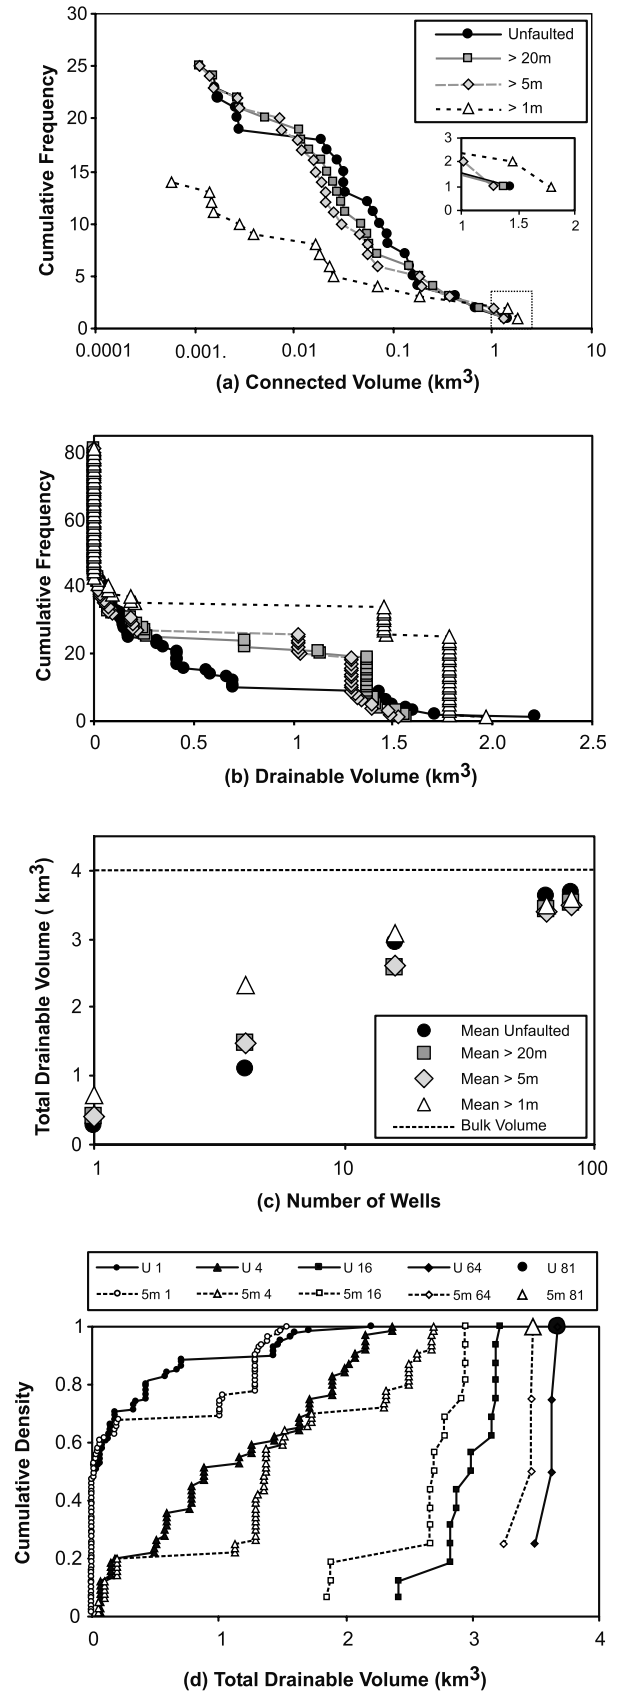 30
25
20
15
10
5
0
Cumulative Frequency
Unfaulted
> 20m
> 5m
> 1m
3
2
1
0
1
1.5
2
0.0001
0.001.
0.01
0.1
1
10
(a) Connected Volume (km3)
80
60
40
20
0
Cumulative Frequency
0
0.5
1
1.5
2.0
2.5
(b) Drainable Volume (km3)
4
3
2
1
0
Total Drainable Volume ( km3)
Mean Unfaulted
Mean > 20m
Mean > 5m
Mean > 1m
Bulk Volume
1
10
100
(c) Number of Wells
U 1
U 4
U 16
U 64
U 81
5m 1
5m 4
5m 16
5m 64
5m 81
1
0.8
0.6
0.4
0.2
0
Cumulative Density
0
1
2
3
4
(d) Total Drainable Volume (km3)